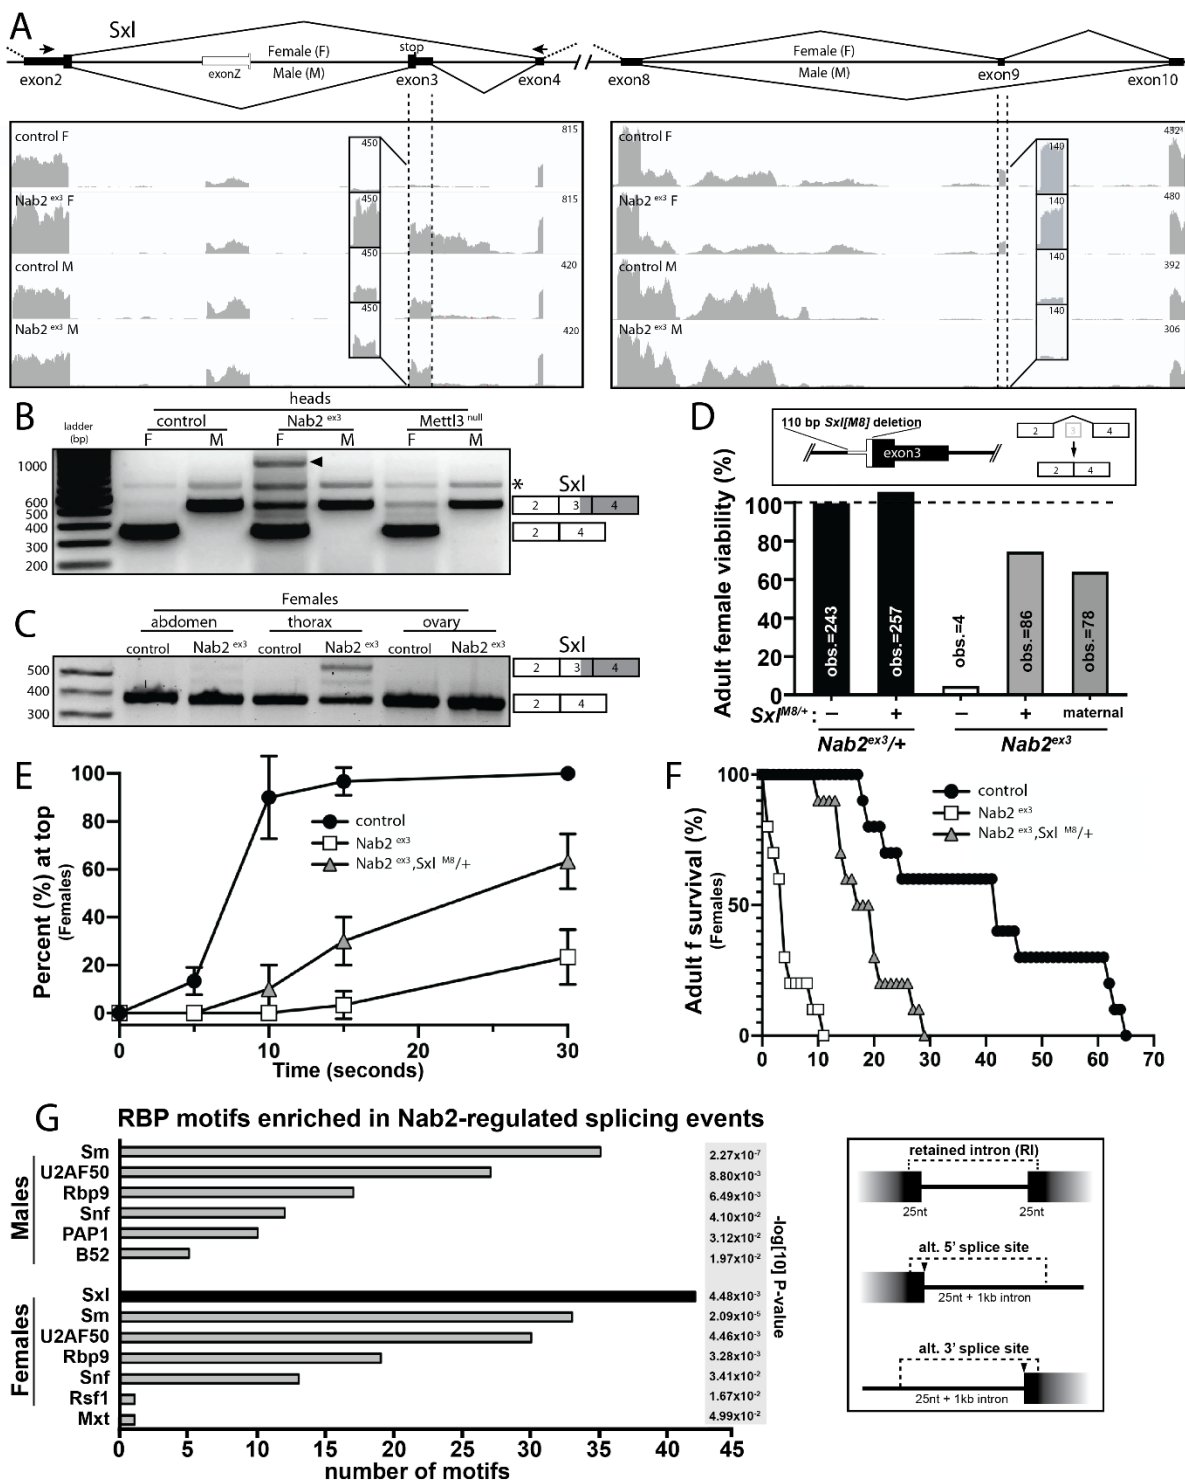 A
Sxl
Female (F)
Male (M)
stop
exon2
exonZ
exon3
exon4
Female (F)
Male (M)
exon8
exon9
exon10
control F
815
450
Nab2 ex3 F
815
450
control M
420
450
Nab2 ex3 M
420
450
control F
140
Nab2 ex3 F
480
140
control M
392
140
Nab2 ex3 M
306
140
B
heads
ladder
(bp)
control
Nab2 ex3
Mettl3 null
F M F M F M
1000
600
500
400
300
200
*
Sxl
2 3 4
2 4
C
Females
abdomen thorax ovary
control Nab2 ex3 control Nab2 ex3 control Nab2 ex3
500
400
300
Sxl
2 3 4
2 4
D
110 bp Sxl[M8] deletion
exon3
2 3 4
2 4
Adult female viability (%)
100
80
60
40
20
0
obs.=243
obs.=257
obs.=4
obs.=86
obs.=78
Sxl M8/+ : – + – + maternal
Nab2ex3/+ Nab2ex3
E
Percent (%) at top
(Females)
100
80
60
40
20
0
control
Nab2 ex3
Nab2 ex3,Sxl M8/+
0 10 20 30
Time (seconds)
F
Adult f survival (%)
(Females)
100
50
0
control
Nab2 ex3
Nab2 ex3,Sxl M8/+
0 10 20 30 40 50 60 70
G
RBP motifs enriched in Nab2-regulated splicing events
Males
Sm 2.27x10-7
U2AF50 8.80x10-3
Rbp9 6.49x10-3
Snf 4.10x10-2
PAP1 3.12x10-2
B52 1.97x10-2
Females
Sxl 4.48x10-3
Sm 2.09x10-5
U2AF50 4.46x10-3
Rbp9 3.28x10-3
Snf 3.41x10-2
Rsf1 1.67x10-2
Mxt 4.99x10-2
-log[10] P-value
0 5 10 15 20 25 30 35 40 45
number of motifs
retained intron (RI)
25nt 25nt
alt. 5' splice site
25nt + 1kb intron
alt. 3' splice site
25nt + 1kb intron